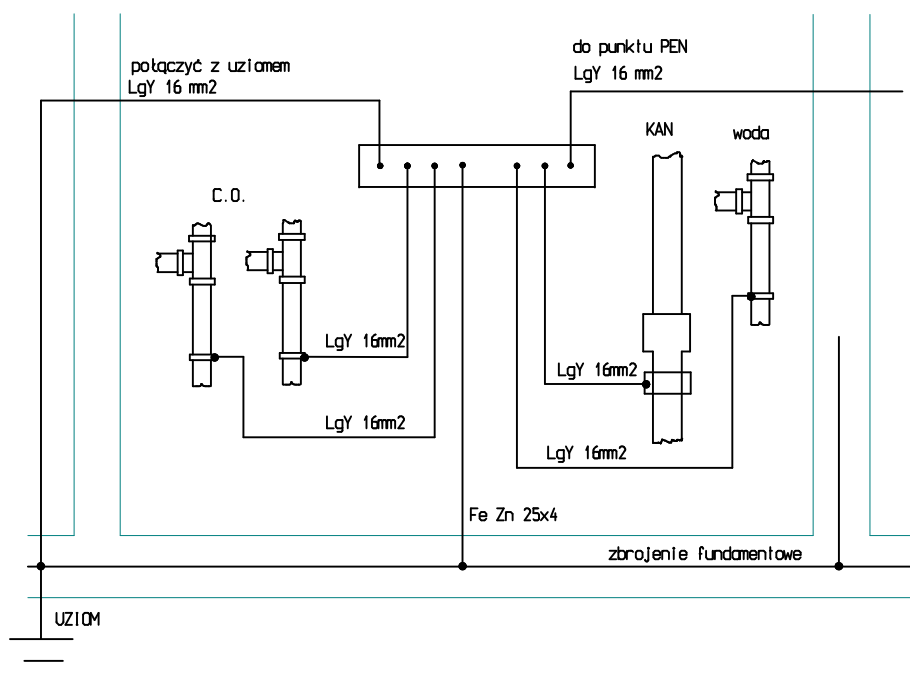 połączyć z uziomem
LgY 16 mm2
do punktu PEN
LgY 16 mm2
KAN
woda
C.O.
LgY 16mm2
LgY 16mm2
LgY 16mm2
LgY 16mm2
Fe Zn 25x4
zbrojenie fundamentowe
UZIOM